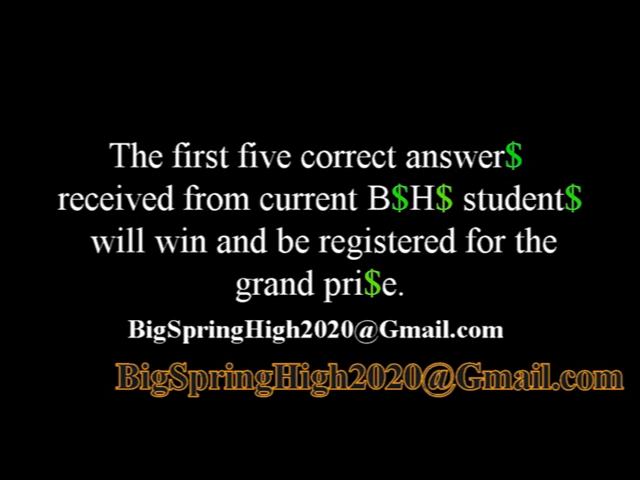 The first five correct answer$
received from current B$H$ student$
will win and be registered for the
grand pri$e.
BigSpringHigh2020@Gmail.com
BigSpringHigh2020@Gmail.com